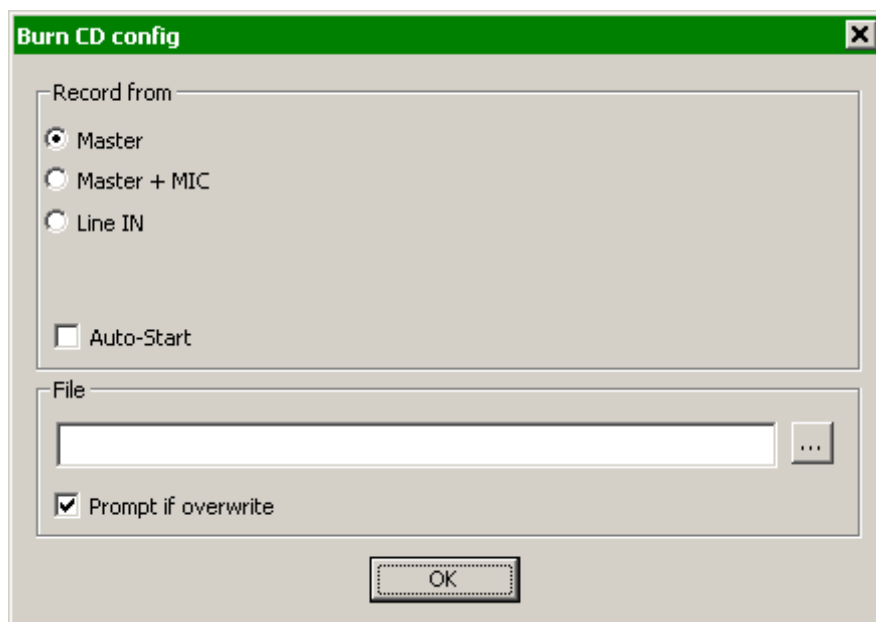 Burn CD config
Record from
Master
Master + MIC
Line IN
Auto-Start
File
...
Prompt if overwrite
OK